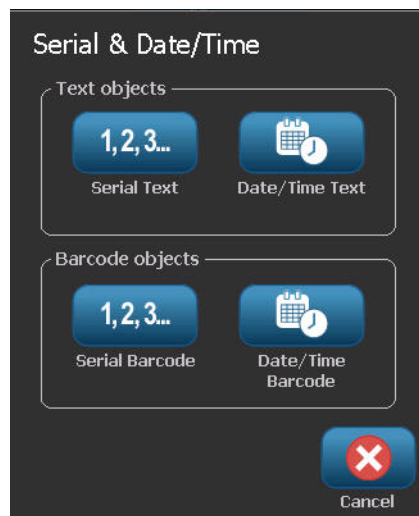 Serial & Date/Time
Text objects
1, 2, 3...
Serial Text
Date/Time Text
Barcode objects
1, 2, 3...
Serial Barcode
Date/Time
Barcode
Cancel